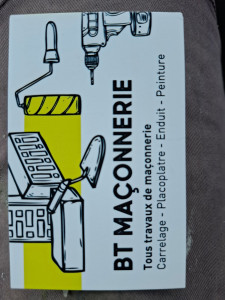 BT MAÇONNERIE
Tous travaux de maçonnerie
Carrelage - Placoplatre - Enduit - Peinture